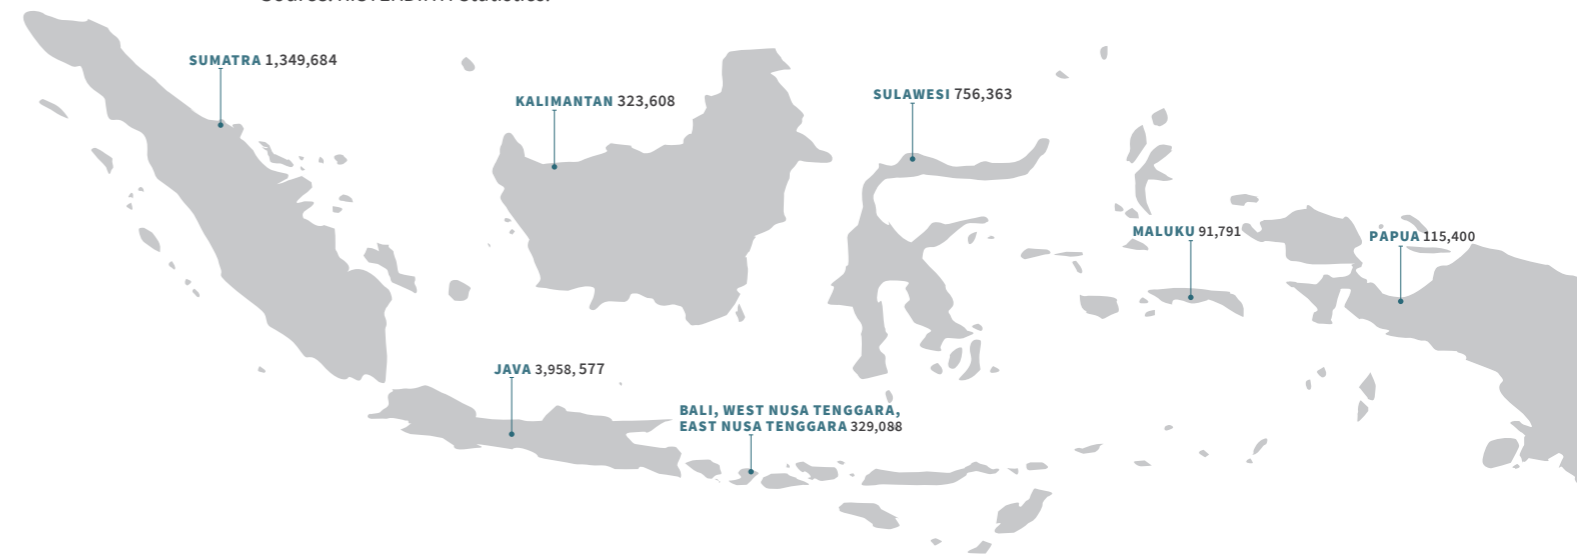 SUMATRA 1,349,684
KALIMANTAN 323,608
SULAWESI 756,363
MALUKU 91,791
PAPUA 115,400
JAVA 3,958,577
BALI, WEST NUSA TENGGARA,
EAST NUSA TENGGARA 329,088